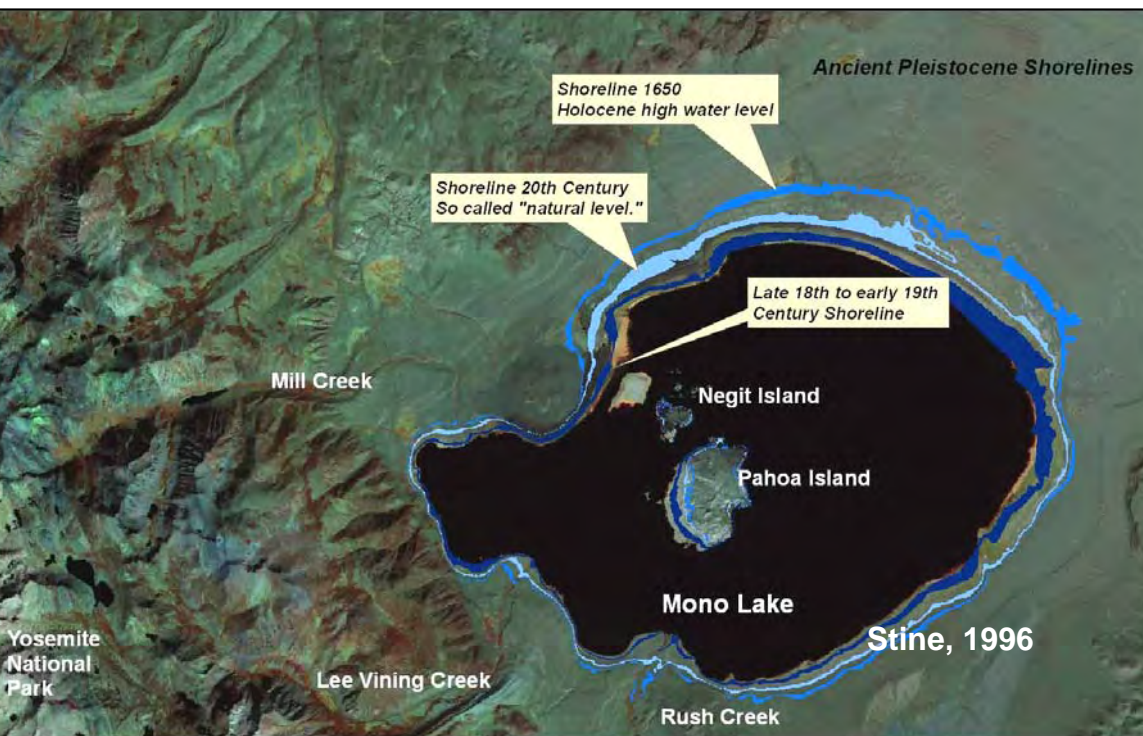 Ancient Pleistocene Shorelines
Shoreline 1650
Holocene high water level
Shoreline 20th Century
So called "natural level."
Late 18th to early 19th
Century Shoreline
Mill Creek
Negit Island
Pahoa Island
Mono Lake
Stine, 1996
Yosemite
National
Park
Lee Vining Creek
Rush Creek